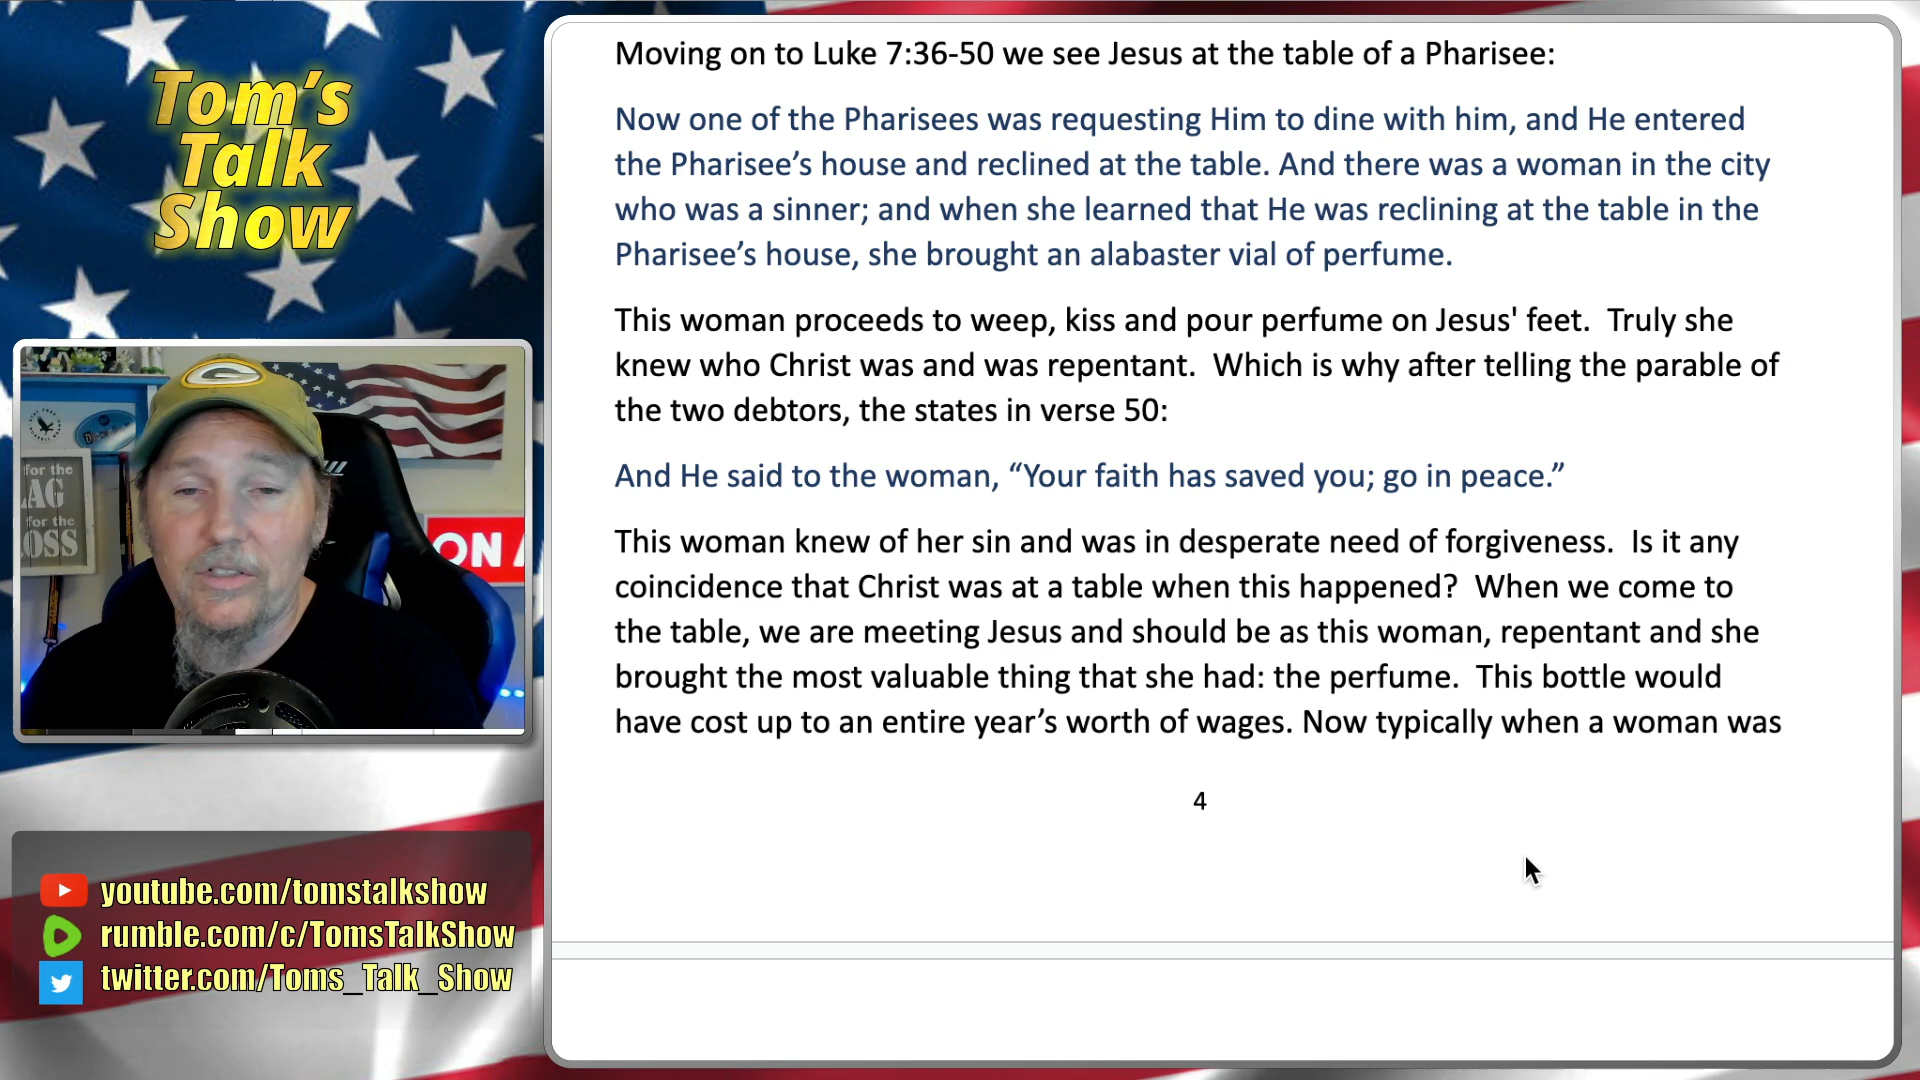 Tom's
Talk
Show
for the
AG
for the
OSS
ON A
youtube.com/tomstalkshow
rumble.com/c/TomsTalkShow
twitter.com/Toms_Talk_Show
Moving on to Luke 7:36-50 we see Jesus at the table of a Pharisee:
Now one of the Pharisees was requesting Him to dine with him, and He entered
the Pharisee’s house and reclined at the table. And there was a woman in the city
who was a sinner; and when she learned that He was reclining at the table in the
Pharisee’s house, she brought an alabaster vial of perfume.
This woman proceeds to weep, kiss and pour perfume on Jesus' feet.  Truly she
knew who Christ was and was repentant.  Which is why after telling the parable of
the two debtors, the states in verse 50:
And He said to the woman, “Your faith has saved you; go in peace.”
This woman knew of her sin and was in desperate need of forgiveness.  Is it any
coincidence that Christ was at a table when this happened?  When we come to
the table, we are meeting Jesus and should be as this woman, repentant and she
brought the most valuable thing that she had: the perfume.  This bottle would
have cost up to an entire year’s worth of wages. Now typically when a woman was
4